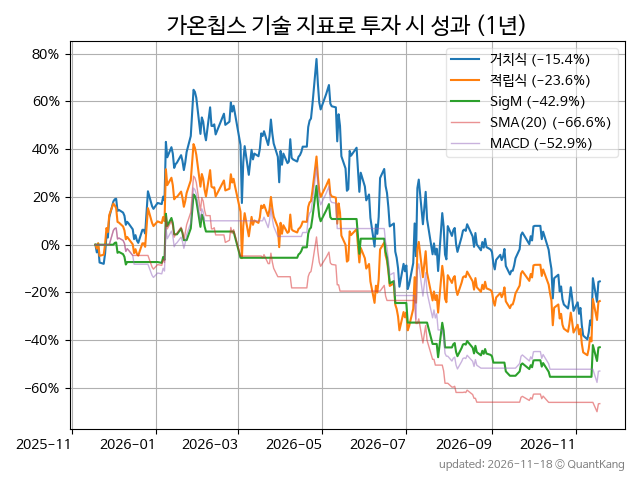 가온칩스 기술 지표로 투자 시 성과 (1년)
80%
60%
40%
20%
0%
−20%
−40%
−60%
거치식 (−15.4%)
적립식 (−23.6%)
SigM (−42.9%)
SMA(20) (−66.6%)
MACD (−52.9%)
2025-11
2026-01
2026-03
2026-05
2026-07
2026-09
2026-11
updated: 2026-11-18 © QuantKang